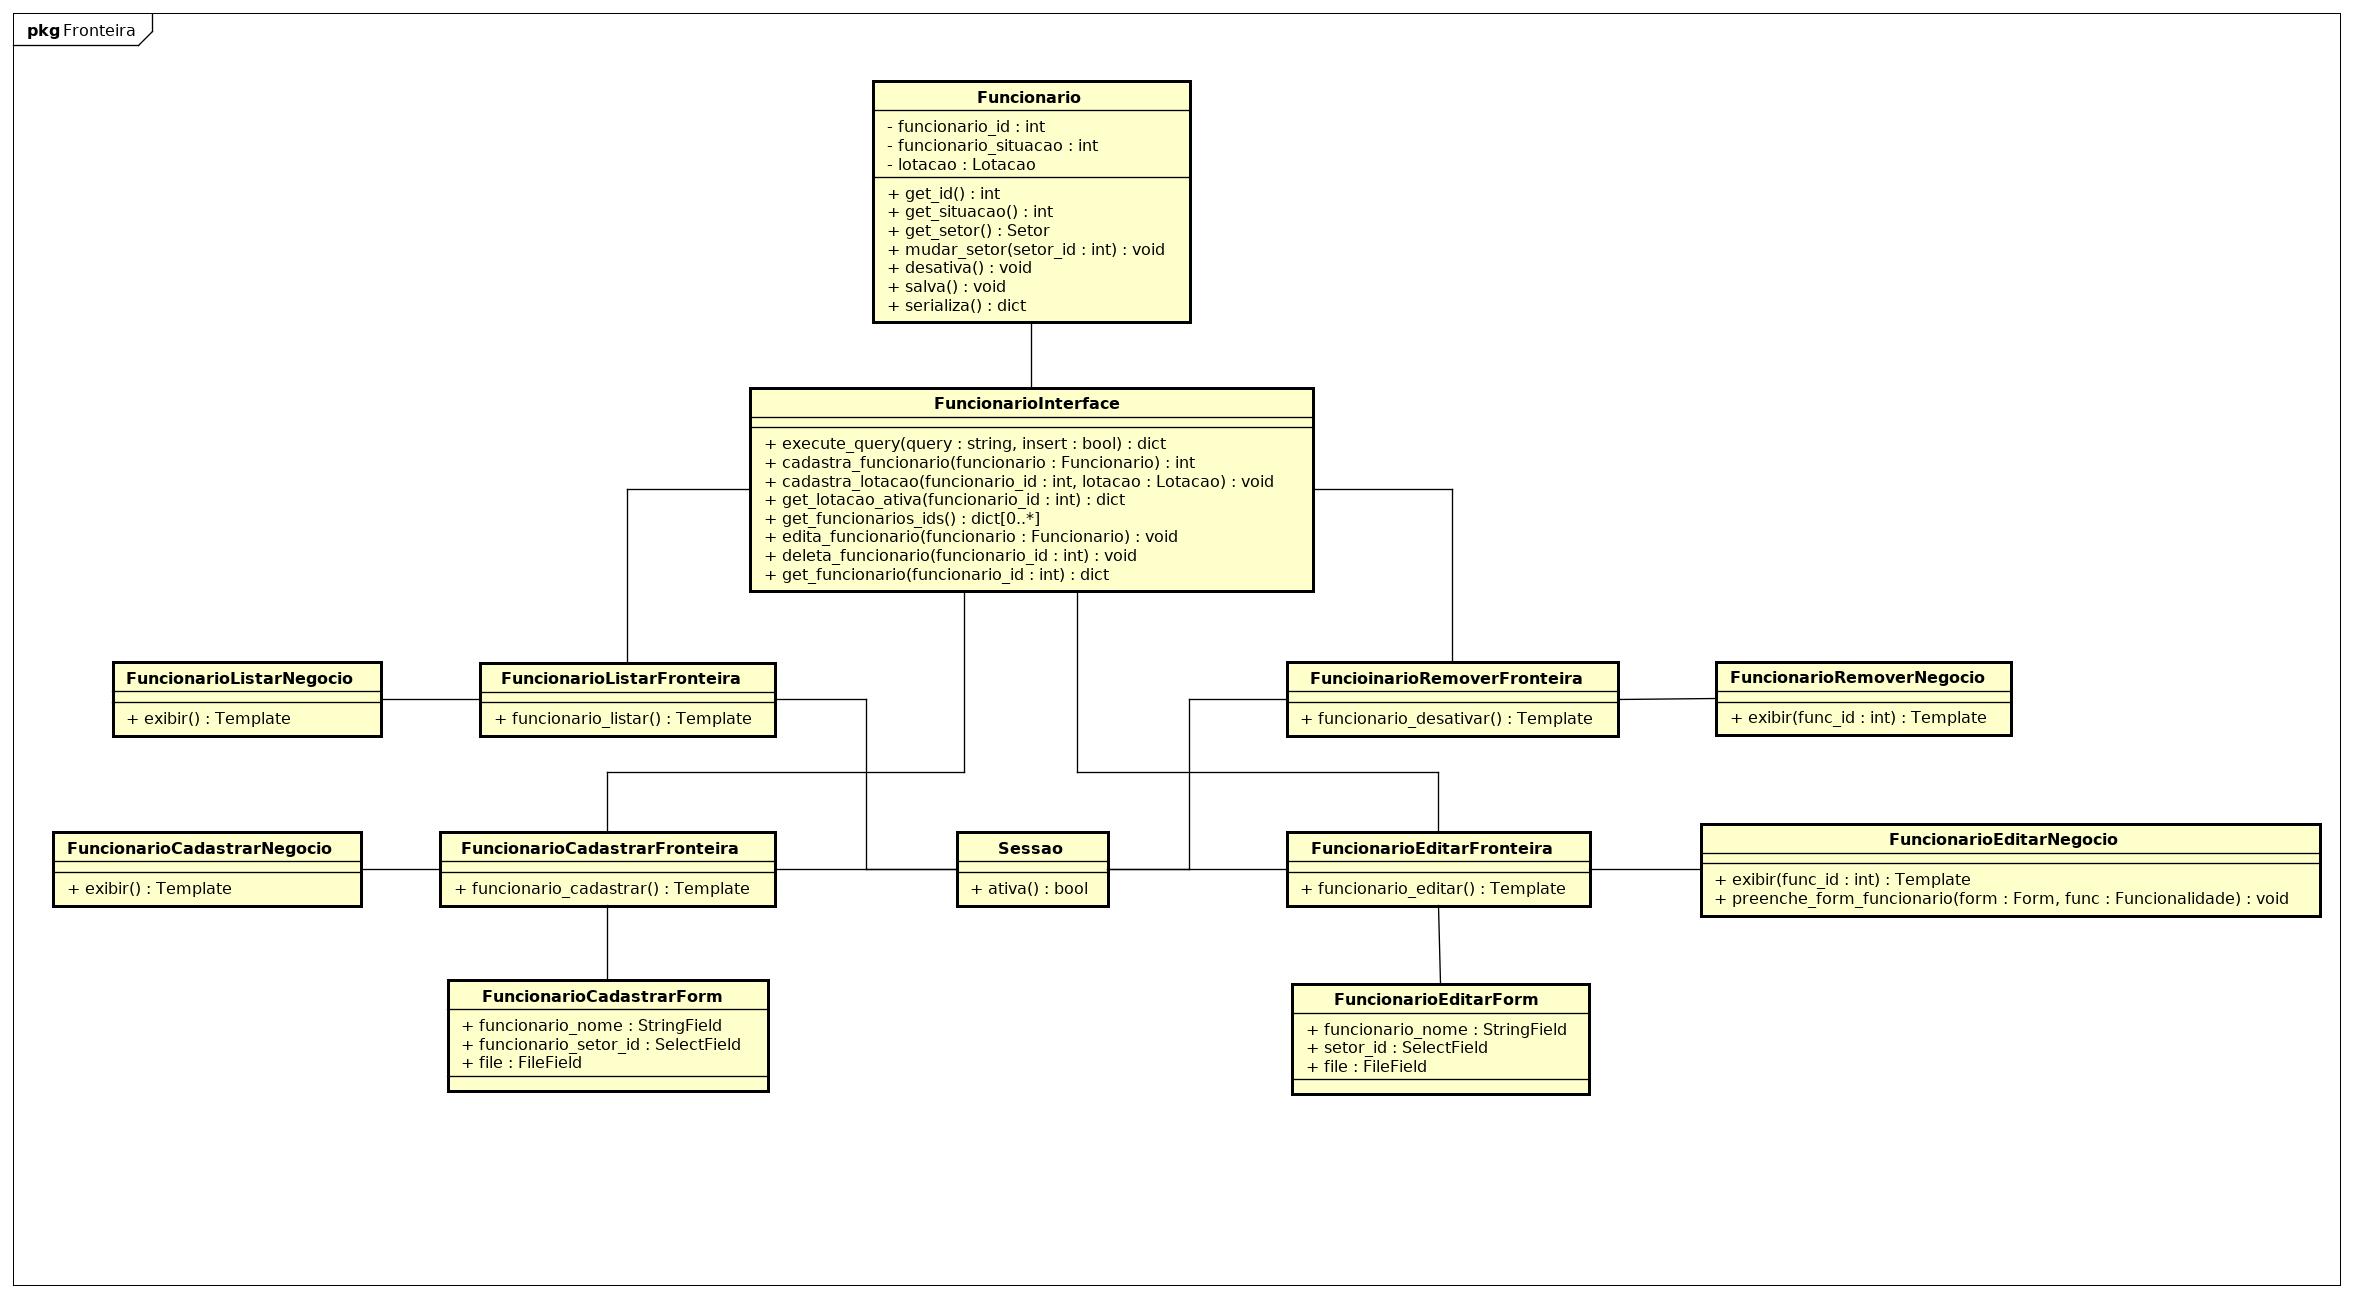 pkg Fronteira
Funcionario
- funcionario_id : int
- funcionario_situacao : int
- lotacao : Lotacao
+ get_id() : int
+ get_situacao() : int
+ get_setor() : Setor
+ mudar_setor(setor_id : int) : void
+ desativa() : void
+ salva() : void
+ serializa() : dict
FuncionarioInterface
+ execute_query(query : string, insert : bool) : dict
+ cadastra_funcionario(funcionario : Funcionario) : int
+ cadastra_lotacao(funcionario_id : int, lotacao : Lotacao) : void
+ get_lotacao_ativa(funcionario_id : int) : dict
+ get_funcionarios_ids() : dict[0..*]
+ edita_funcionario(funcionario : Funcionario) : void
+ deleta_funcionario(funcionario_id : int) : void
+ get_funcionario(funcionario_id : int) : dict
FuncionarioListarNegocio
+ exibir() : Template
FuncionarioListarFronteira
+ funcionario_listar() : Template
FuncioinarioRemoverFronteira
+ funcionario_desativar() : Template
FuncionarioRemoverNegocio
+ exibir(func_id : int) : Template
FuncionarioCadastrarNegocio
+ exibir() : Template
FuncionarioCadastrarFronteira
+ funcionario_cadastrar() : Template
Sessao
+ ativa() : bool
FuncionarioEditarFronteira
+ funcionario_editar() : Template
FuncionarioEditarNegocio
+ exibir(func_id : int) : Template
+ preenche_form_funcionario(form : Form, func : Funcionalidade) : void
FuncionarioCadastrarForm
+ funcionario_nome : StringField
+ funcionario_setor_id : SelectField
+ file : FileField
FuncionarioEditarForm
+ funcionario_nome : StringField
+ setor_id : SelectField
+ file : FileField